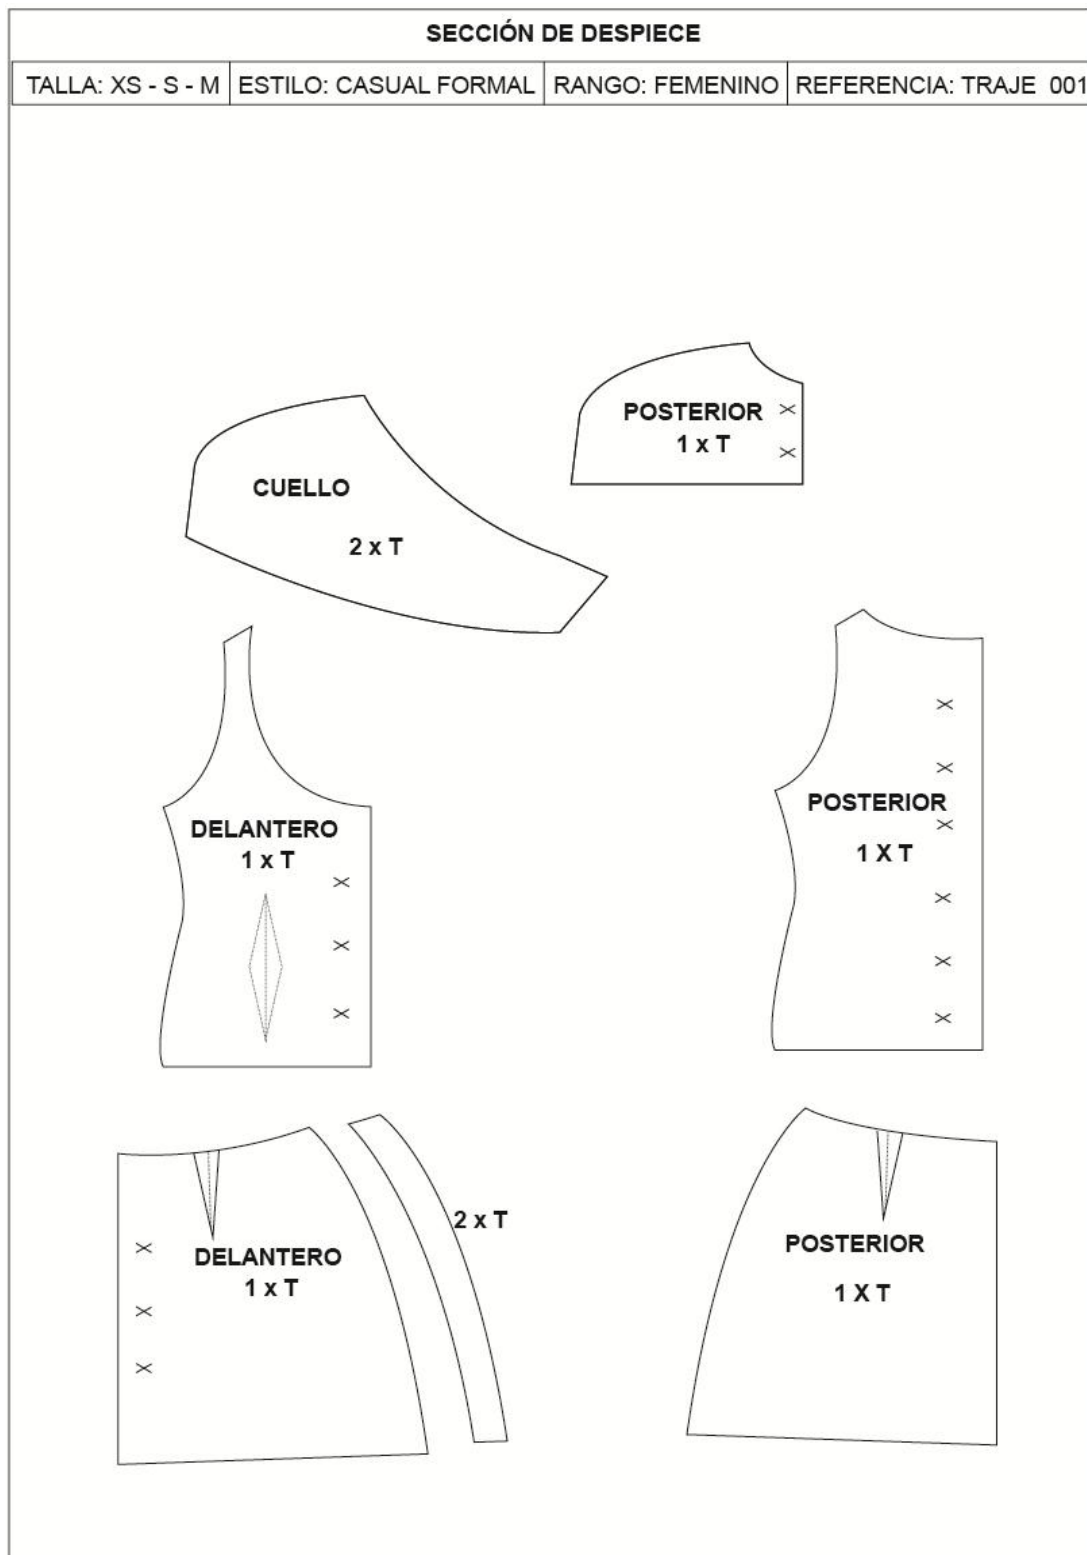 SECCIÓN DE DESPIECE
TALLA: XS - S - M ESTILO: CASUAL FORMAL RANGO: FEMENINO REFERENCIA: TRAJE 001
POSTERIOR
1 x T
CUELLO
2 x T
DELANTERO
1 x T
POSTERIOR
1 X T
2 x T
DELANTERO
1 x T
POSTERIOR
1 X T